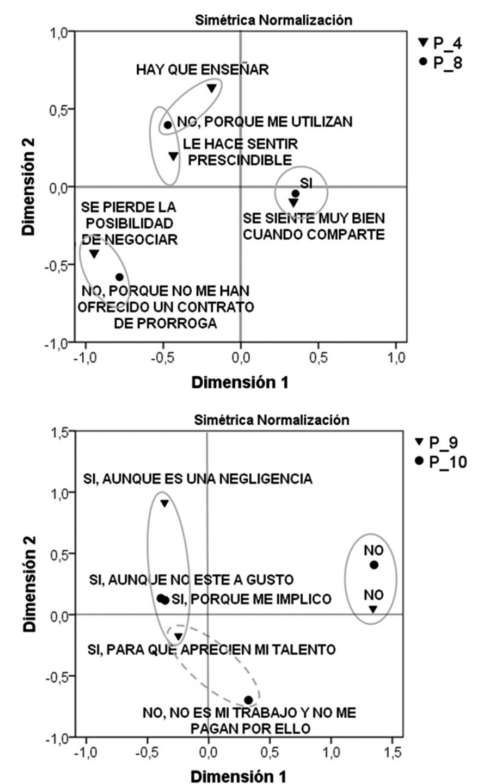 Simétrica Normalización
▼ P_4
● P_8
1,0
0,5
0,0
-0,5
-1,0
Dimensión 2
HAY QUE ENSEÑAR
NO, PORQUE ME UTILIZAN
LE HACE SENTIR
PRESCINDIBLE
SI
SE SIENTE MUY BIEN
CUANDO COMPARTE
SE PIERDE LA
POSIBILIDAD
DE NEGOCIAR
NO, PORQUE NO ME HAN
OFRECIDO UN CONTRATO
DE PRORROGA
-1,0 -0,5 0,0 0,5 1,0
Dimensión 1
Simétrica Normalización
▼ P_9
● P_10
1,5
1,0
0,5
0,0
-0,5
-1,0
Dimensión 2
SI, AUNQUE ES UNA NEGLIGENCIA
NO
SI, AUNQUE NO ESTE A GUSTO
SI, PORQUE ME IMPLICO
NO
SI, PARA QUE APRECIEN MI TALENTO
NO, NO ES MI TRABAJO Y NO ME
PAGAN POR ELLO
-1,0 -0,5 0,0 0,5 1,0 1,5
Dimensión 1